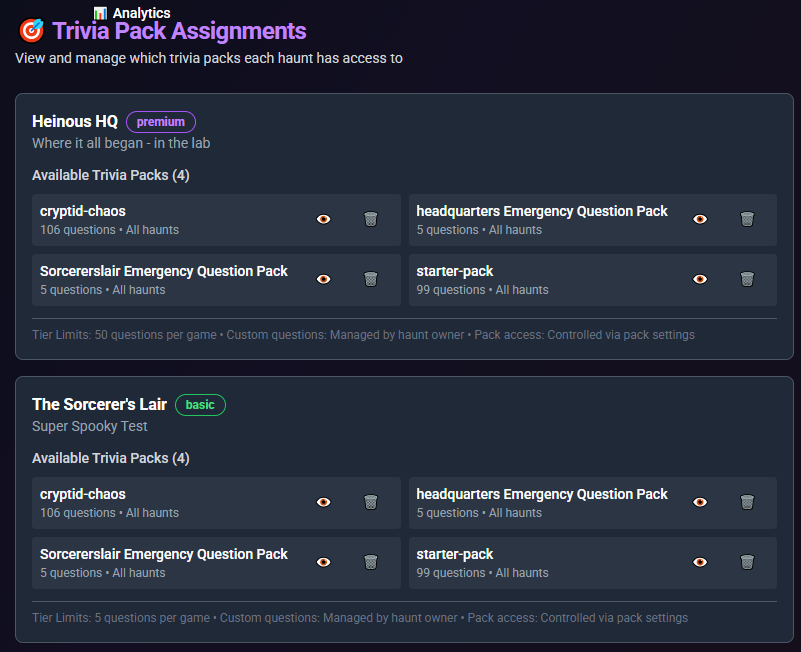 Analytics
Trivia Pack Assignments
View and manage which trivia packs each haunt has access to
Heinous HQ premium
Where it all began - in the lab
Available Trivia Packs (4)
cryptid-chaos
106 questions • All haunts
headquarters Emergency Question Pack
5 questions • All haunts
Sorcererslair Emergency Question Pack
5 questions • All haunts
starter-pack
99 questions • All haunts
Tier Limits: 50 questions per game • Custom questions: Managed by haunt owner • Pack access: Controlled via pack settings
The Sorcerer's Lair basic
Super Spooky Test
Available Trivia Packs (4)
cryptid-chaos
106 questions • All haunts
headquarters Emergency Question Pack
5 questions • All haunts
Sorcererslair Emergency Question Pack
5 questions • All haunts
starter-pack
99 questions • All haunts
Tier Limits: 5 questions per game • Custom questions: Managed by haunt owner • Pack access: Controlled via pack settings